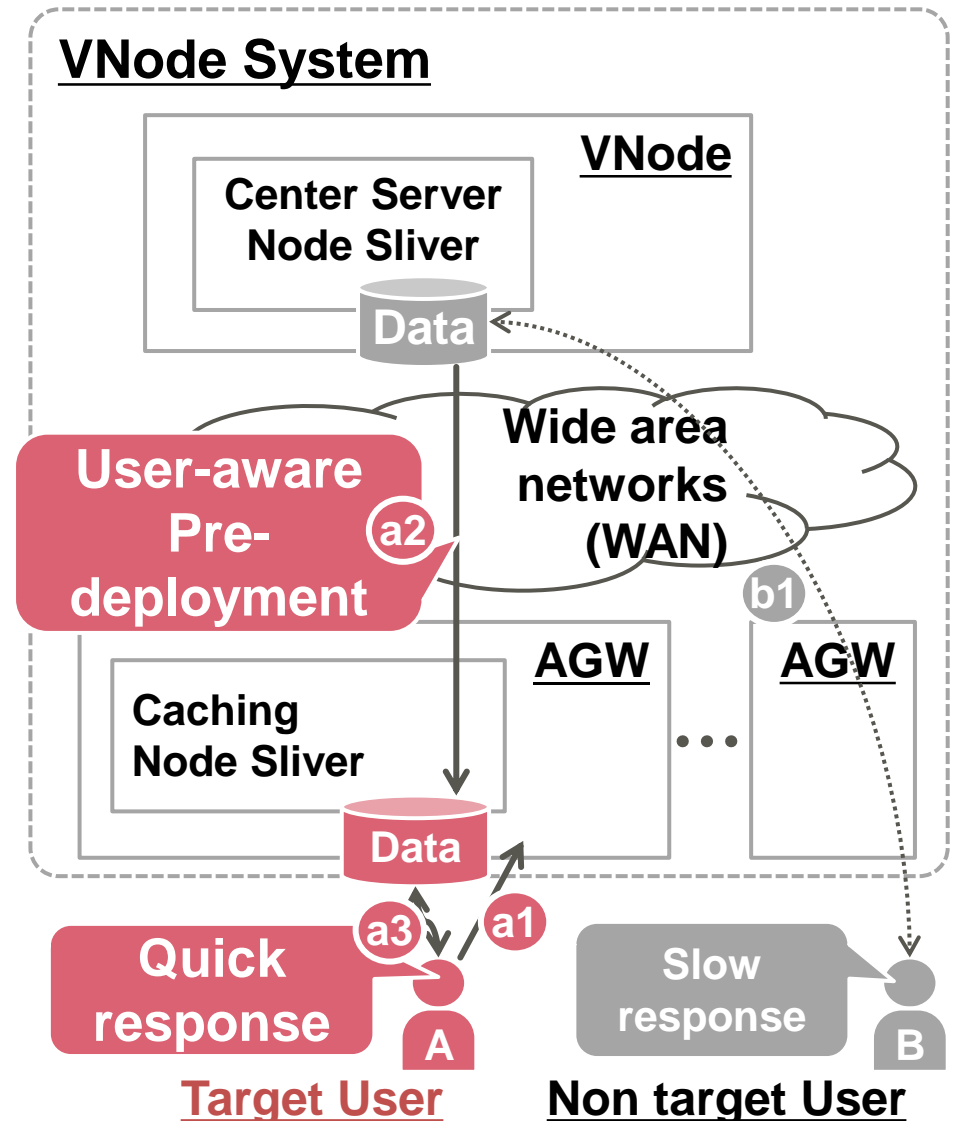 VNode System
VNode
Center Server
Node Sliver
Data
Wide area
networks
(WAN)
User-aware
Pre-
deployment
a2
b1
AGW
AGW
Caching
Node Sliver
...
Data
a3
a1
Quick
response
Slow
response
A
B
Target User
Non target User